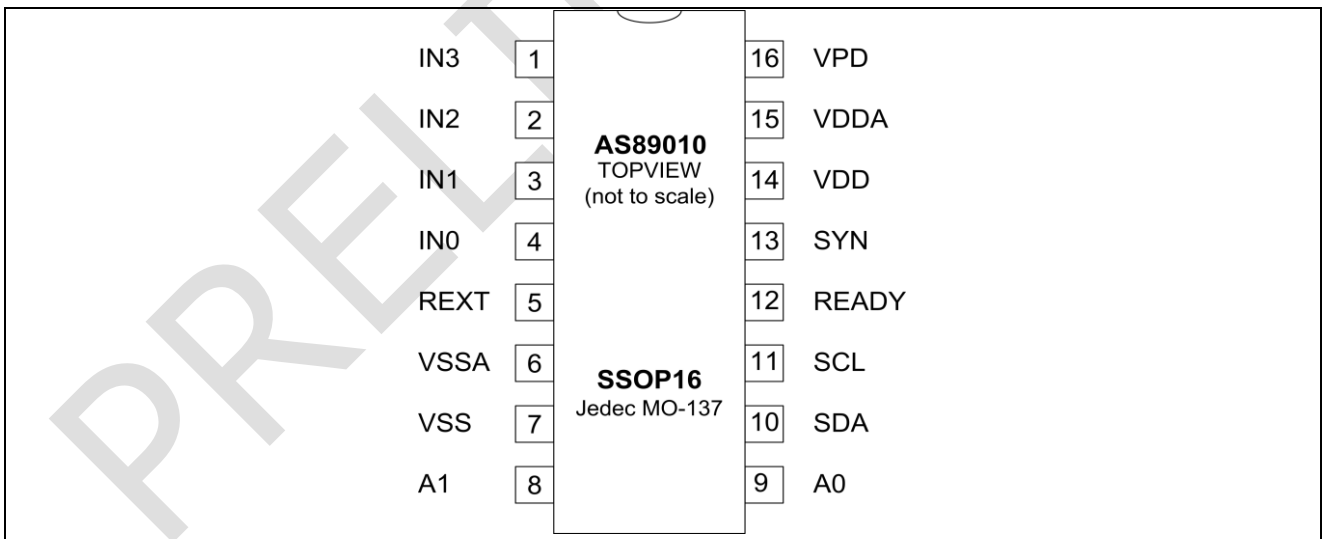 IN3 1 16 VPD
IN2 2 15 VDDA
AS89010
TOPVIEW
(not to scale)
IN1 3 14 VDD
IN0 4 13 SYN
REXT 5 12 READY
VSSA 6 11 SCL
SSOP16
Jedec MO-137
VSS 7 10 SDA
A1 8 9 A0
PRELI